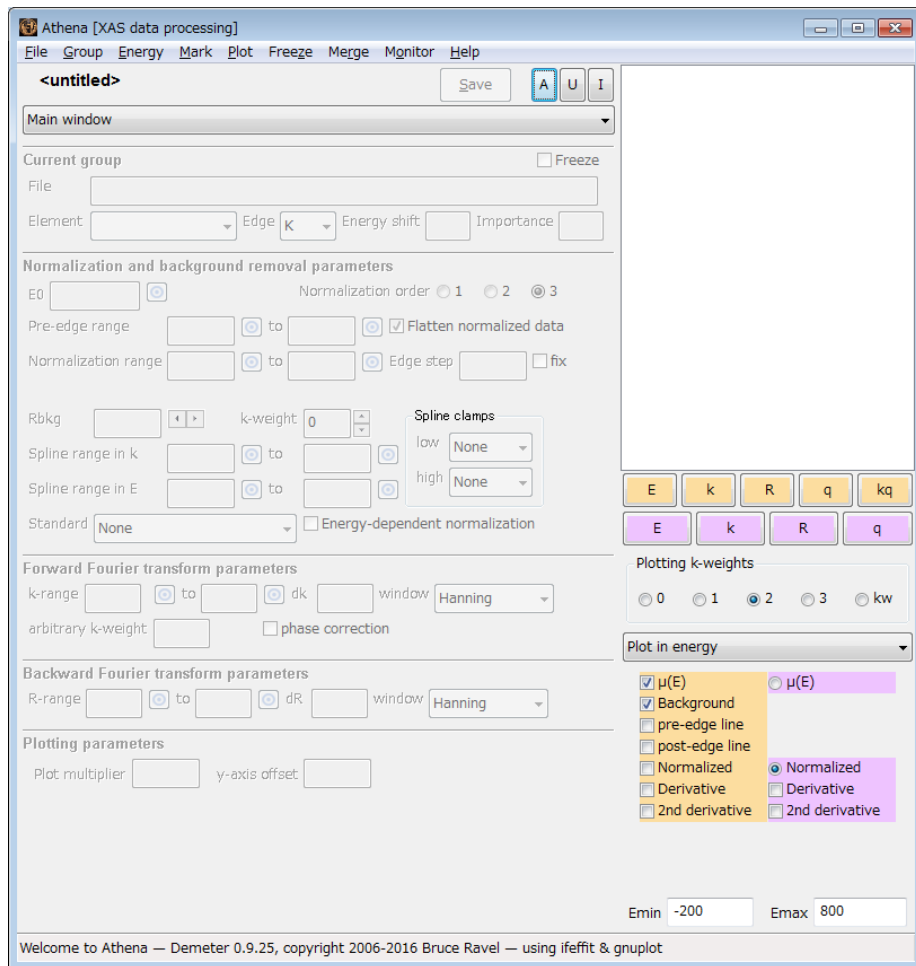 Athena [XAS data processing]
File Group Energy Mark Plot Freeze Merge Monitor Help
<untitled>
Save A U I
Main window
Current group Freeze
File
Element Edge K Energy shift Importance
Normalization and background removal parameters
E0 Normalization order 1 2 3
Pre-edge range to Flatten normalized data
Normalization range to Edge step fix
Rbkg k-weight 0 Spline clamps
low None
Spline range in k to
high None
Spline range in E to
Standard None Energy-dependent normalization
Forward Fourier transform parameters
k-range to dk window Hanning
arbitrary k-weight phase correction
Backward Fourier transform parameters
R-range to dR window Hanning
Plotting parameters
Plot multiplier y-axis offset
E k R q kq
E k R q
Plotting k-weights
0 1 2 3 kw
Plot in energy
μ(E) μ(E)
Background
pre-edge line
post-edge line
Normalized Normalized
Derivative Derivative
2nd derivative 2nd derivative
Emin -200 Emax 800
Welcome to Athena — Demeter 0.9.25, copyright 2006-2016 Bruce Ravel — using ifeffit & gnuplot